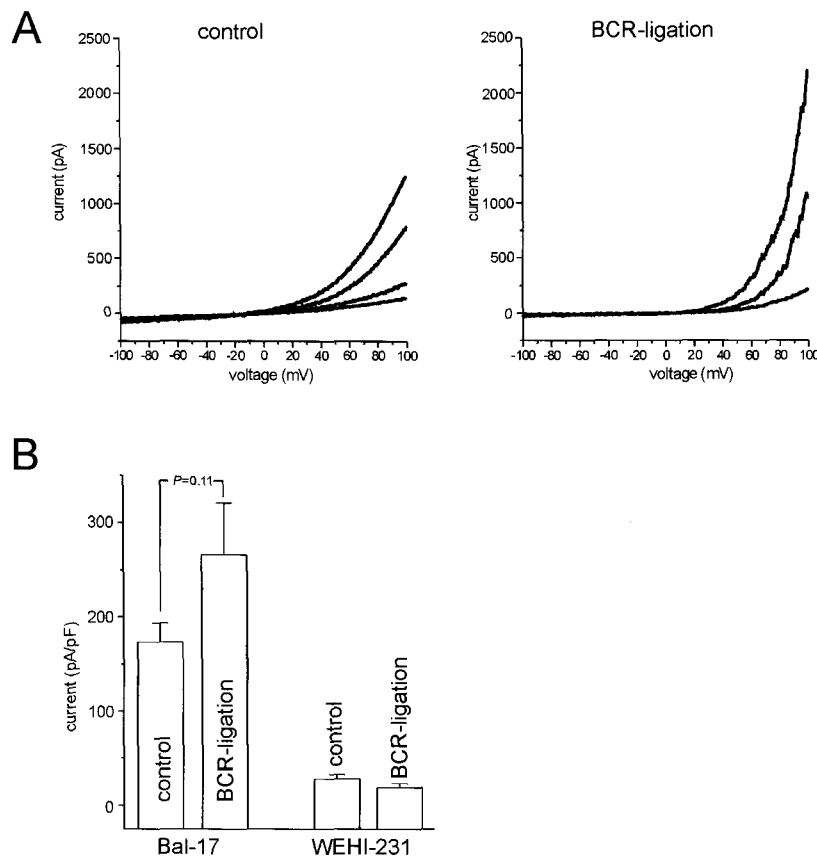 A
control
BCR-ligation
2500
2000
1500
1000
500
0
current (pA)
-100 -80 -60 -40 -20 0 20 40 60 80 100
voltage (mV)
2500
2000
1500
1000
500
0
current (pA)
-100 -80 -60 -40 -20 0 20 40 60 80 100
voltage (mV)
B
P=0.11
300
200
100
0
current (pA/pF)
control
BCR-ligation
control
BCR-ligation
Bal-17
WEHI-231